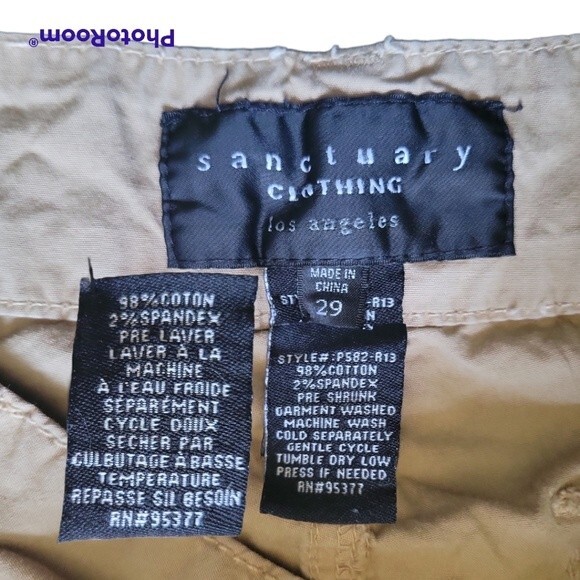 PhotoRoom®
sanctuary
CLOTHING
los angeles
MADE IN
CHINA
29
-R13
N
98%COTON
2%SPANDEX
PRE LAVER
LAVER À LA
MACHINE
À L'EAU FROIDE
SÉPARÉMENT
CYCLE DOUX
SECHER PAR
CULBUTAGE À BASSE
TEMPERATURE
REPASSE SIL BESOIN
RN#95377
STYLE#:P582-R13
98%COTTON
2%SPANDEX
PRE SHRUNK
GARMENT WASHED
MACHINE WASH
COLD SEPARATELY
GENTLE CYCLE
TUMBLE DRY LOW
PRESS IF NEEDED
RN#95377